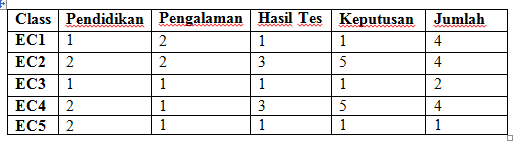 Class Pendidikan Pengalaman Hasil Tes Keputusan Jumlah
EC1 1 2 1 1 4
EC2 2 2 3 5 4
EC3 1 1 1 1 2
EC4 2 1 3 5 4
EC5 2 1 1 1 1